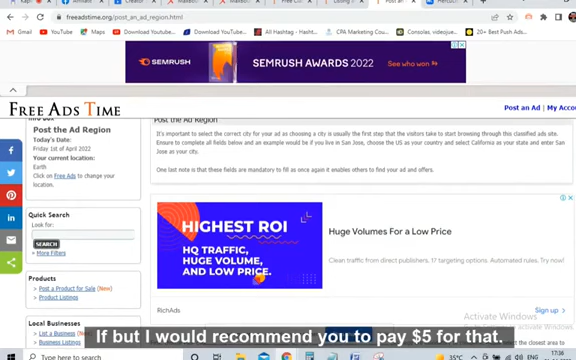 Creator
Free Co
Listing
Post an
freeadstime.org/post_an_ad_region.html
Gmail YouTube Maps Download YouTube Download YouTube All Hashtag - Hasht... CPA Marketing Cou... Consolas, videojue... 20+ Best Push Ads...
SEMRUSH SEMRUSH AWARDS 2022 See who won
FREE ADS TIME
Post an Ad | My Accou
Post the Ad Region
Today's Date:
Friday 1st of April 2022
Your current location:
Earth
Click on Free Ads to change your
location.
Post the Ad Region
It's important to select the correct city for your ad as choosing a city is usually the first step that the visitors take to start browsing through this classified ads site.
Ensure to complete all fields below and an example would be if you live in San Jose, choose the US as your country and select California as your state and enter San
Jose as your city.
One last note is that these fields are mandatory to fill as once again it enables others to find your ad and offers.
Quick Search
Look for:
SEARCH
More Filters
Products
Post a Product for Sale (New)
Product Listings
Local Businesses
List a Business (New)
HIGHEST ROI
HQ TRAFFIC,
HUGE VOLUME,
AND LOW PRICE.
Huge Volumes For a Low Price
Clean traffic from direct publishers. 17 targeting options. Automated rules. Try now!
RichAds
Sign up
Activate Windows
If but I would recommend you to pay $5 for that.
Type here to search
35°C
17:36